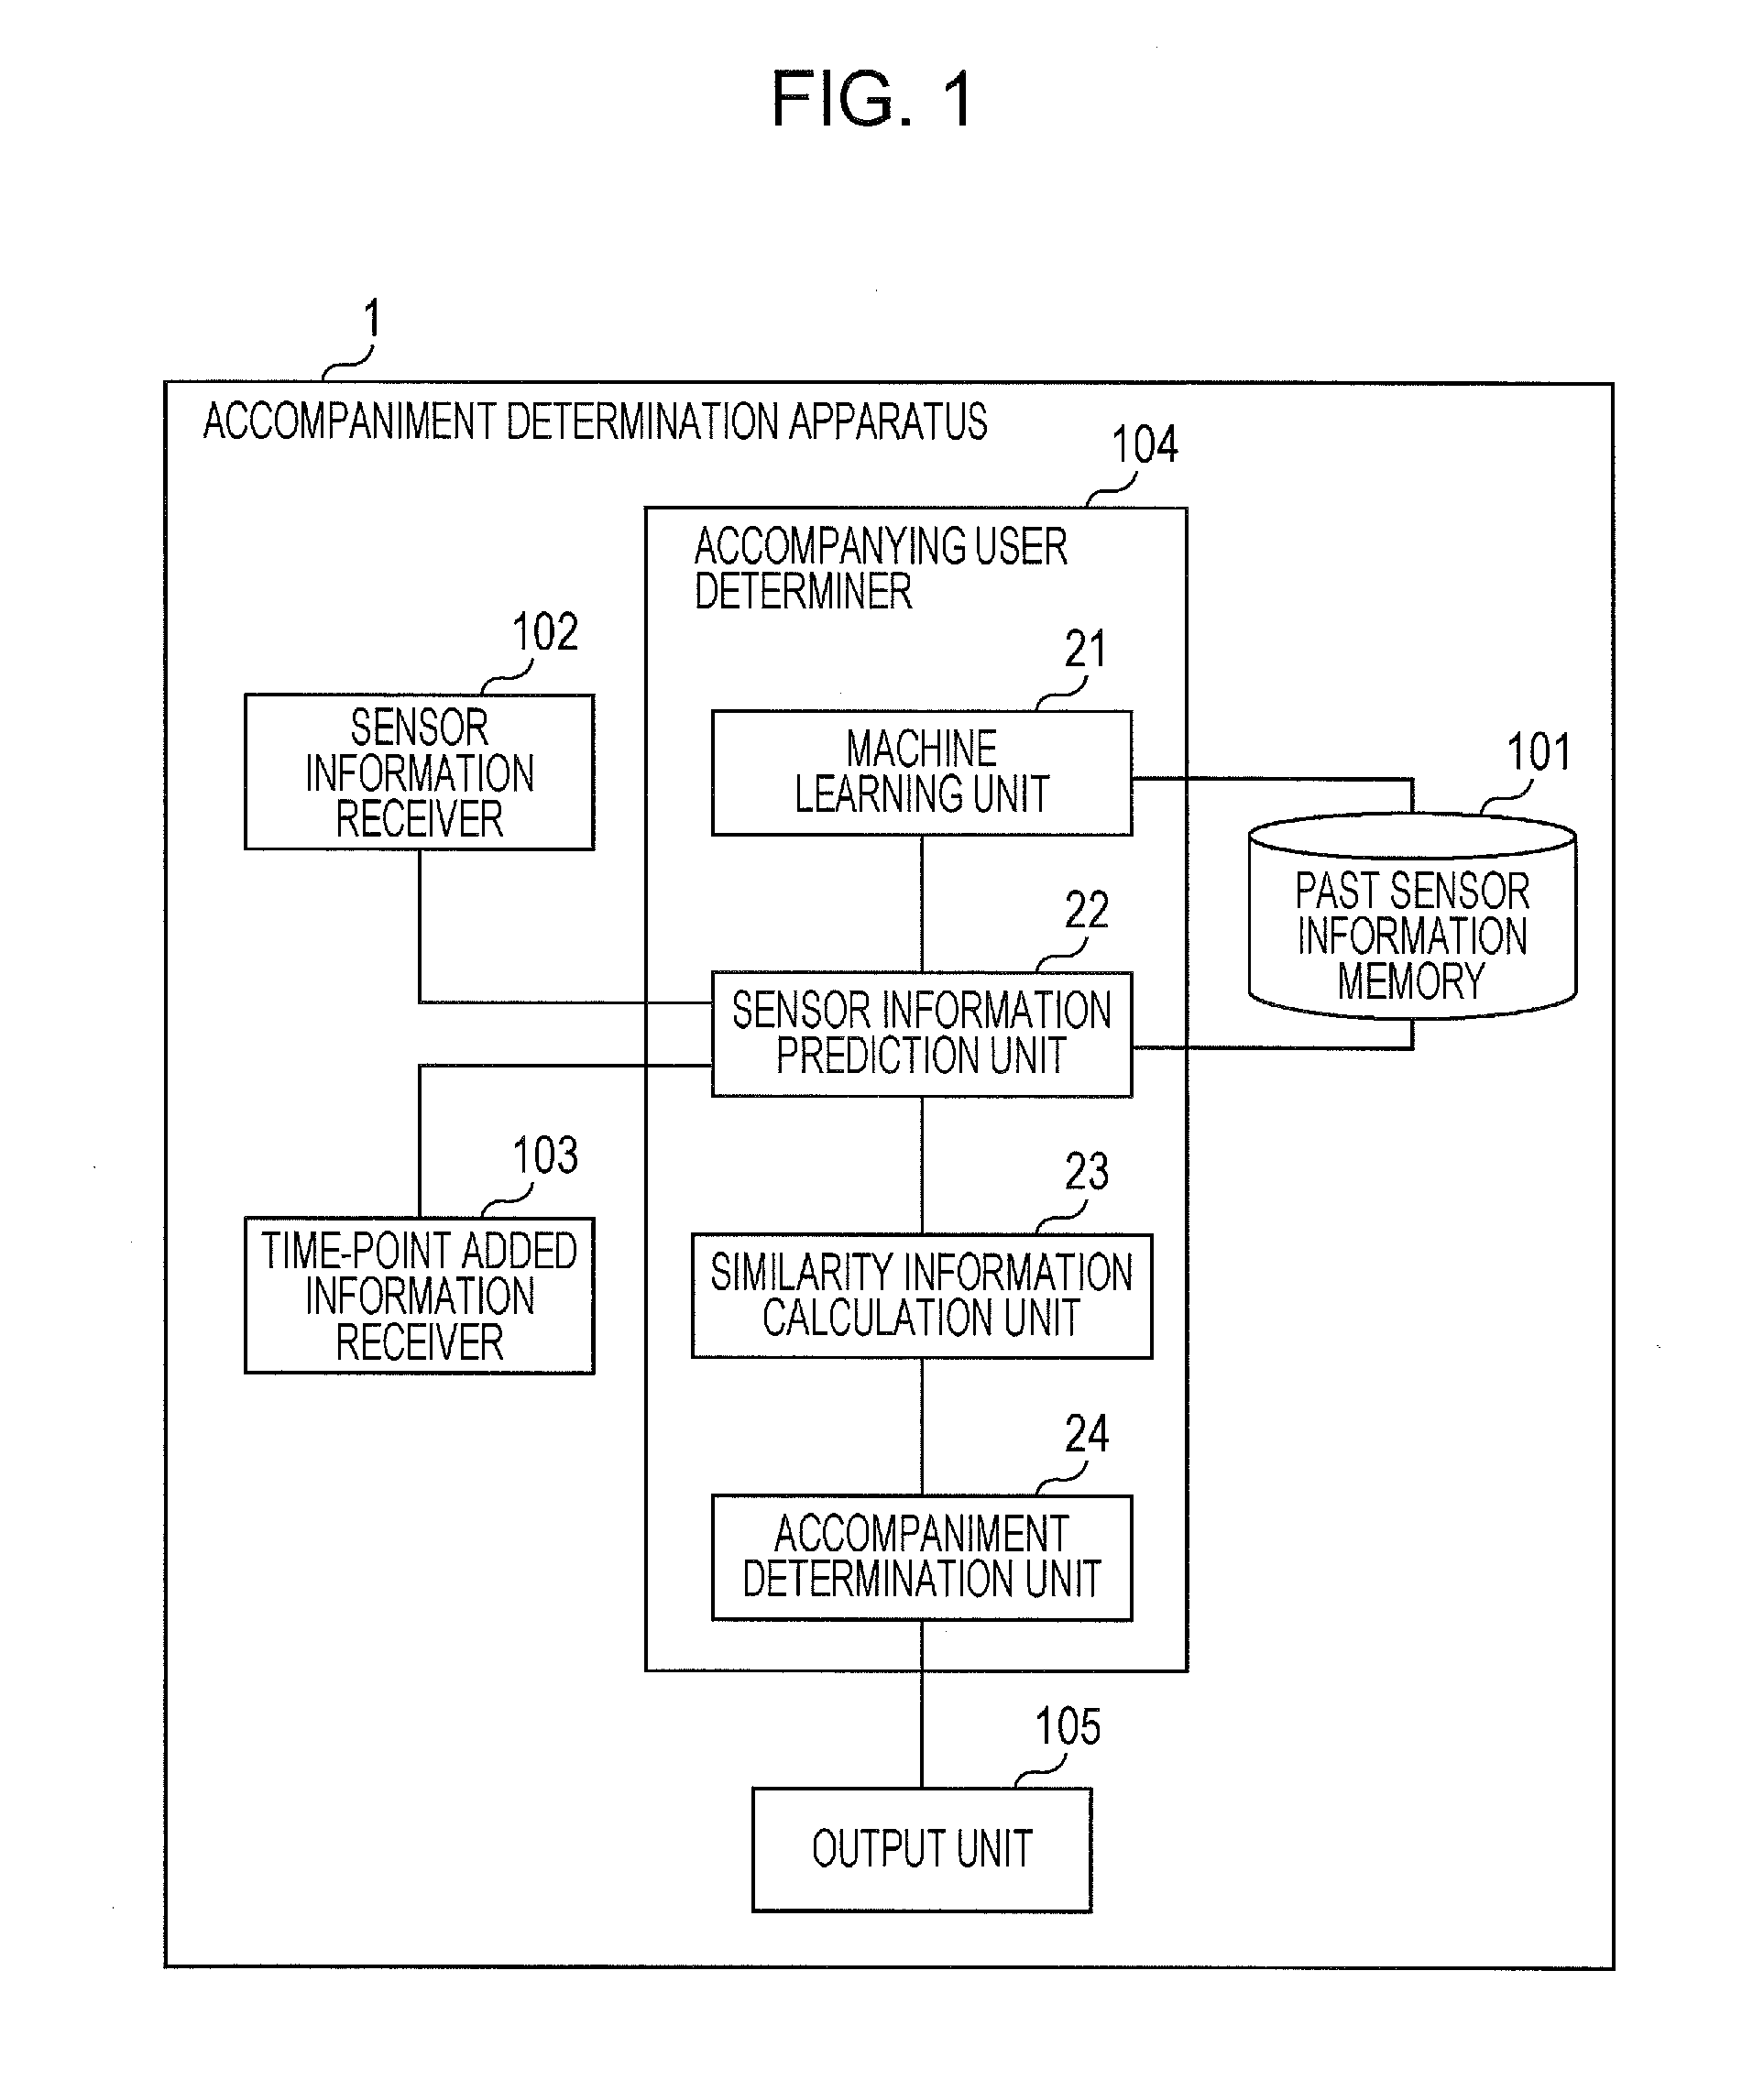 FIG. 1
1
ACCOMPANIMENT DETERMINATION APPARATUS
104
ACCOMPANYING USER
DETERMINER
102
SENSOR
INFORMATION
RECEIVER
21
MACHINE
LEARNING UNIT
101
PAST SENSOR
INFORMATION
MEMORY
22
SENSOR INFORMATION
PREDICTION UNIT
103
TIME-POINT ADDED
INFORMATION
RECEIVER
23
SIMILARITY INFORMATION
CALCULATION UNIT
24
ACCOMPANIMENT
DETERMINATION UNIT
105
OUTPUT UNIT